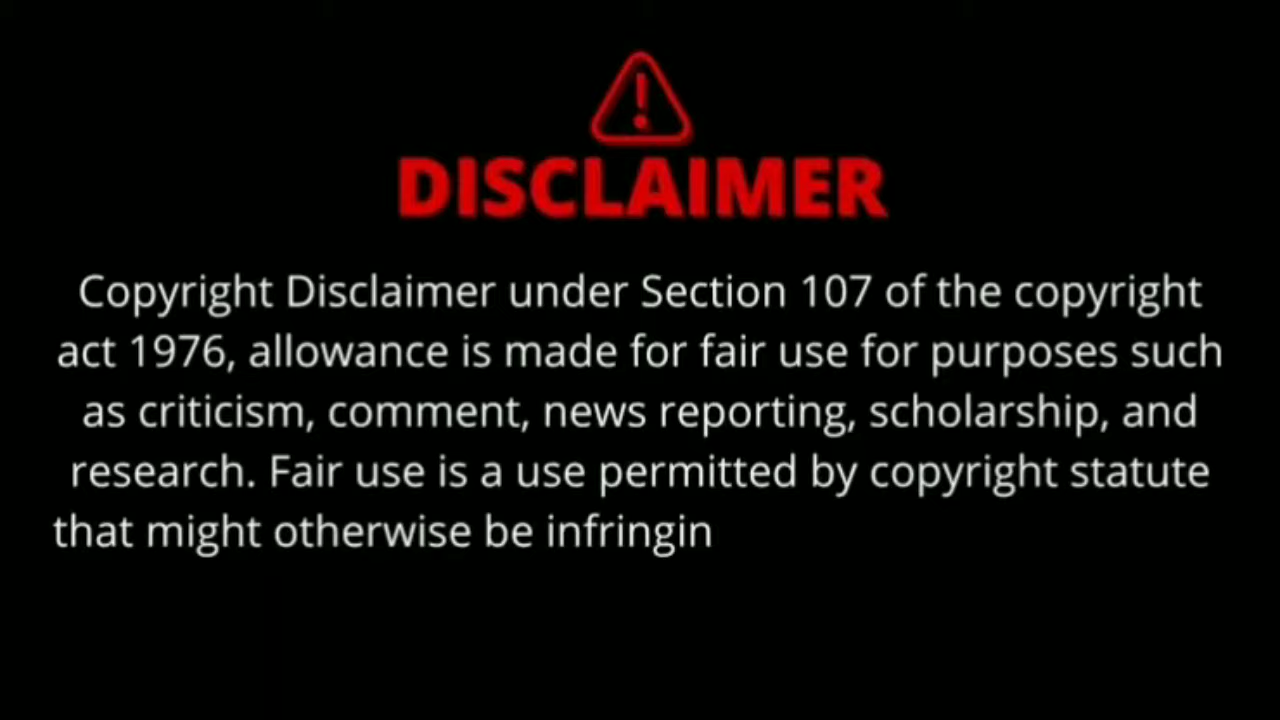 DISCLAIMER
Copyright Disclaimer under Section 107 of the copyright
act 1976, allowance is made for fair use for purposes such
as criticism, comment, news reporting, scholarship, and
research. Fair use is a use permitted by copyright statute
that might otherwise be infringin